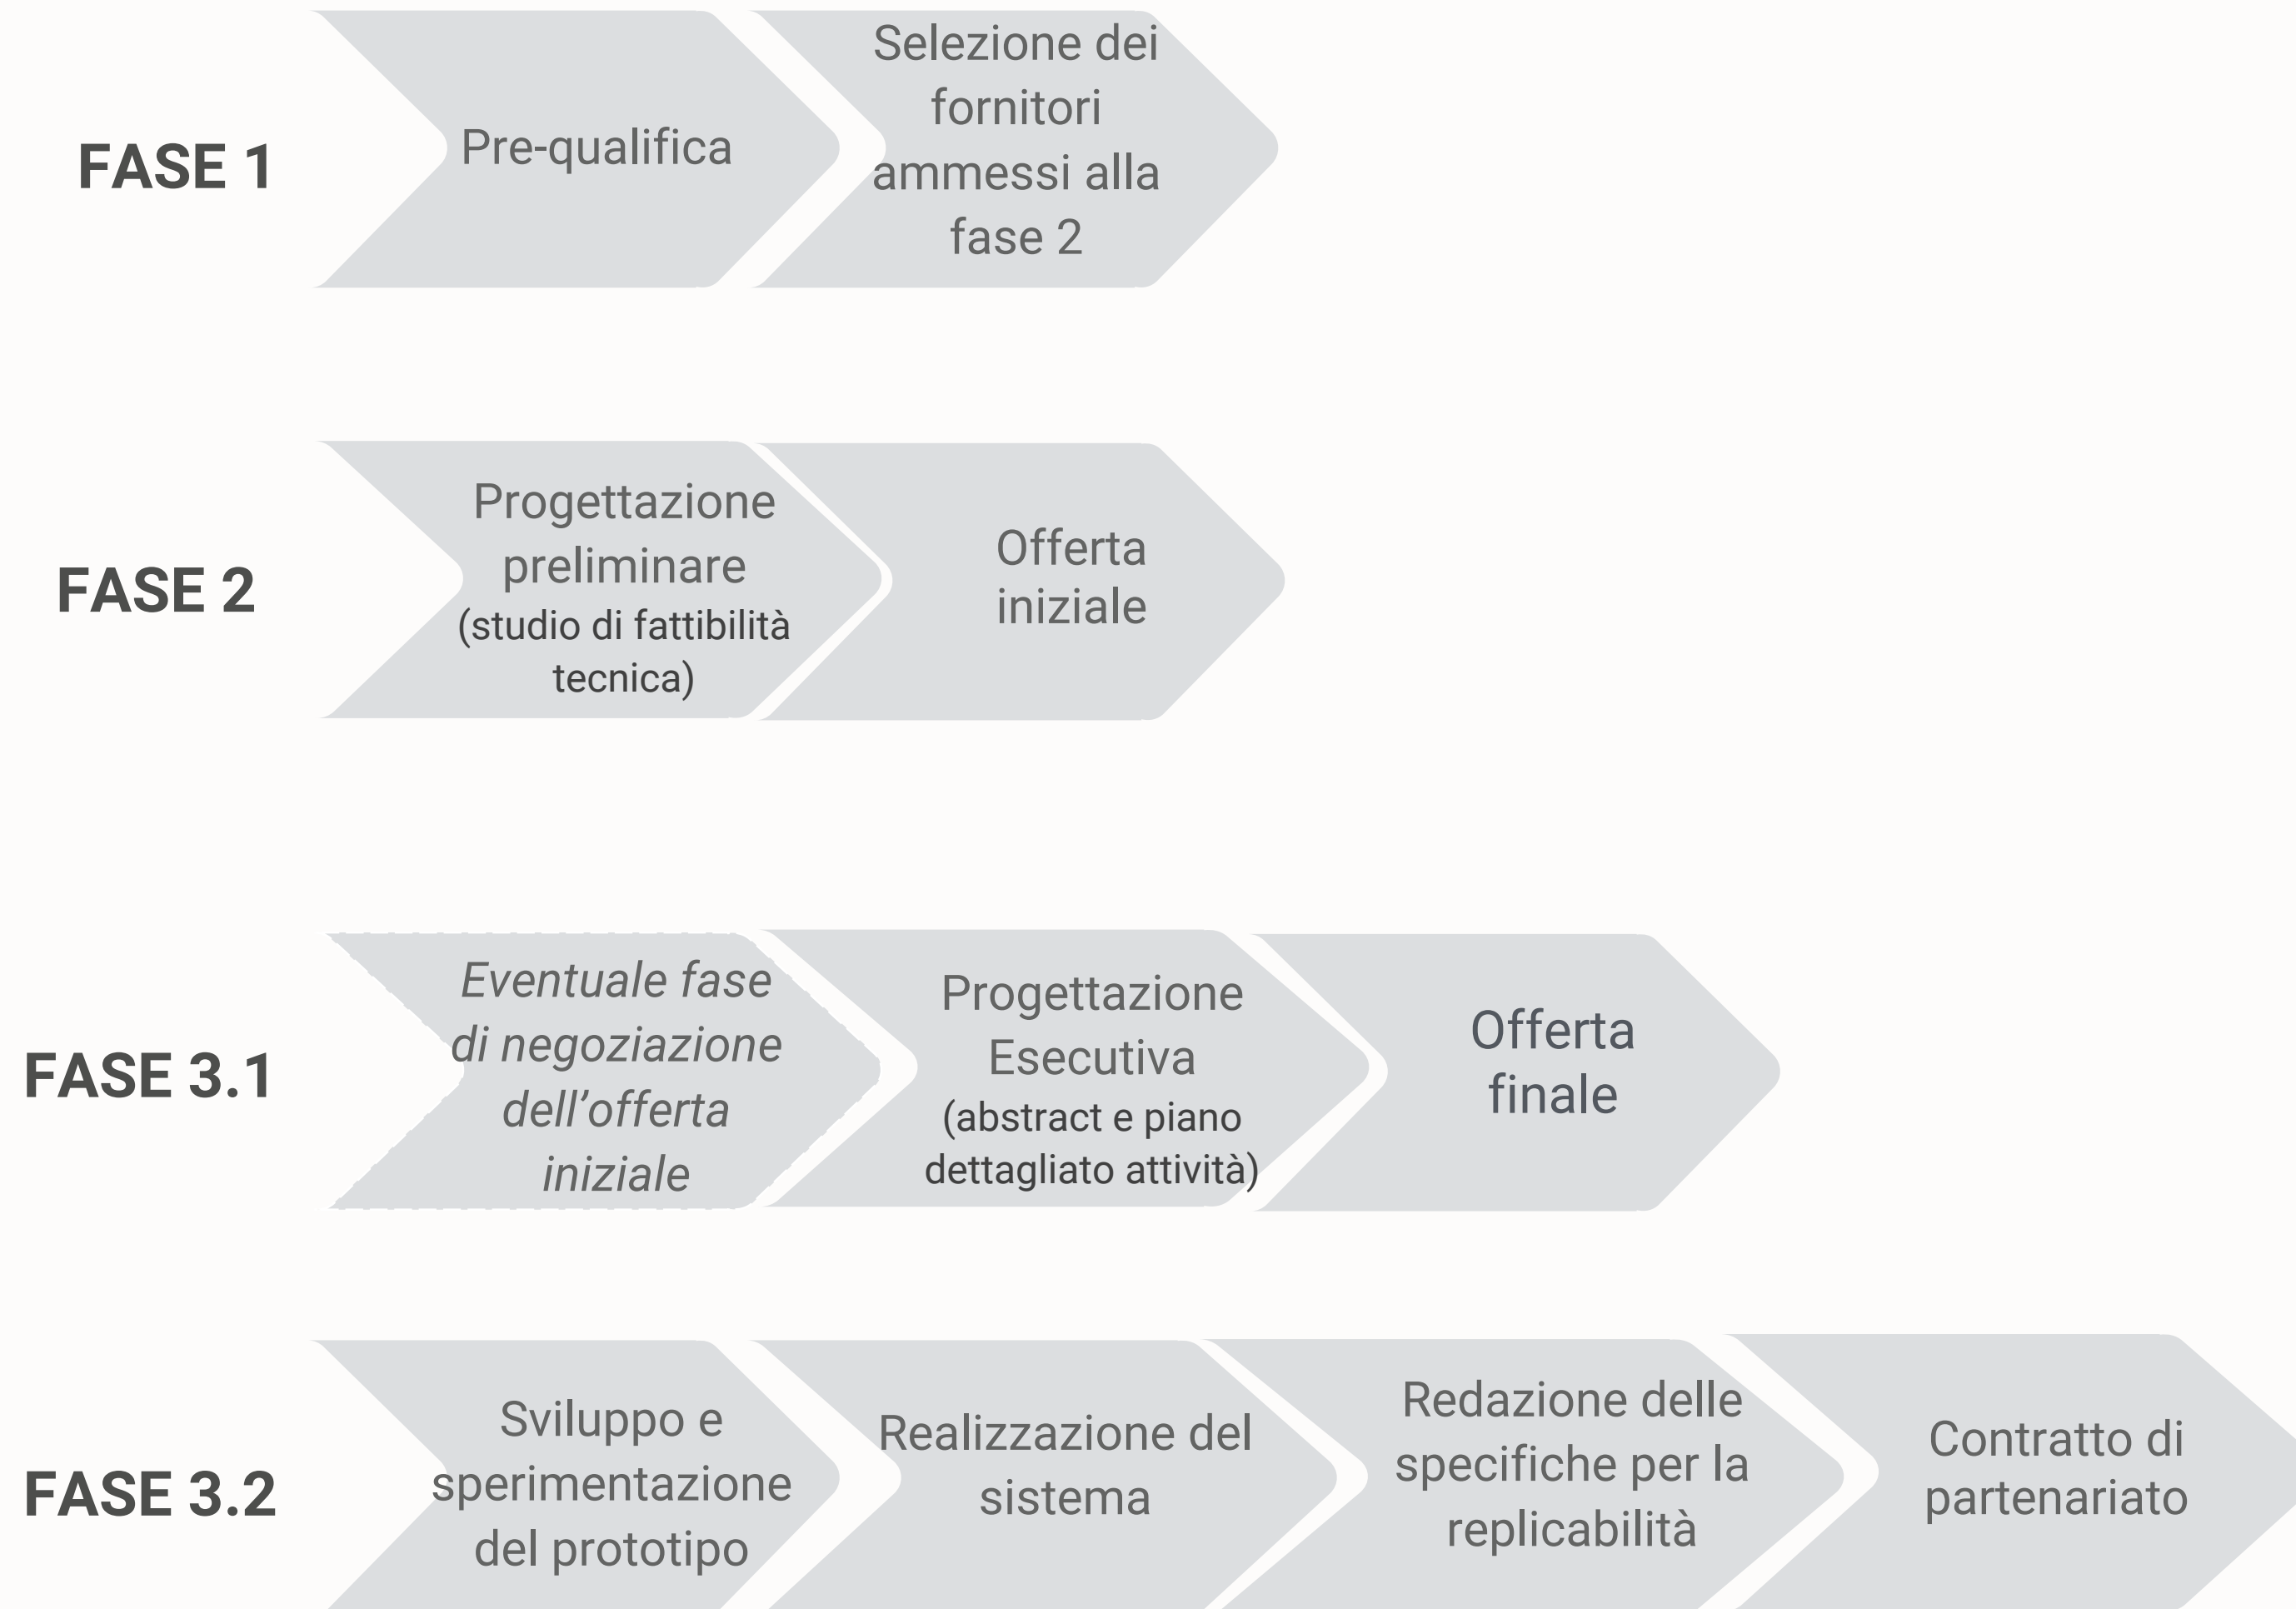 FASE 1
Pre-qualifica
Selezione dei
fornitori
ammessi alla
fase 2
FASE 2
Progettazione
preliminare
(studio di fattibilità
tecnica)
Offerta
iniziale
FASE 3.1
Eventuale fase
di negoziazione
dell’offerta
iniziale
Progettazione
Esecutiva
(abstract e piano
dettagliato attività)
Offerta
finale
FASE 3.2
Sviluppo e
sperimentazione
del prototipo
Realizzazione del
sistema
Redazione delle
specifiche per la
replicabilità
Contratto di
partenariato